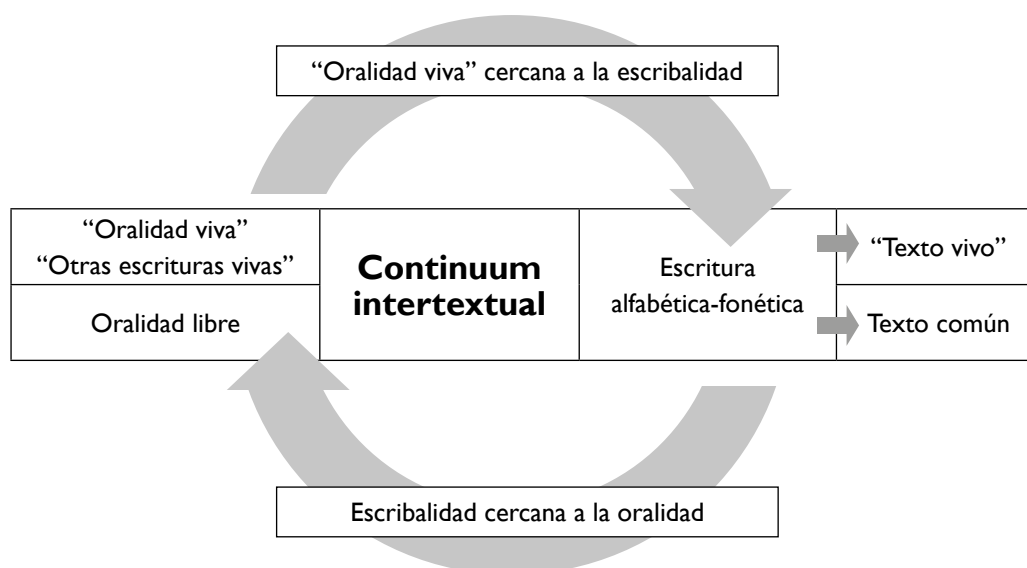 “Oralidad viva” cercana a la escribalidad
“Oralidad viva”
“Otras escrituras vivas”
Oralidad libre
Continuum
intertextual
Escritura
alfabética-fonética
“Texto vivo”
Texto común
Escribalidad cercana a la oralidad